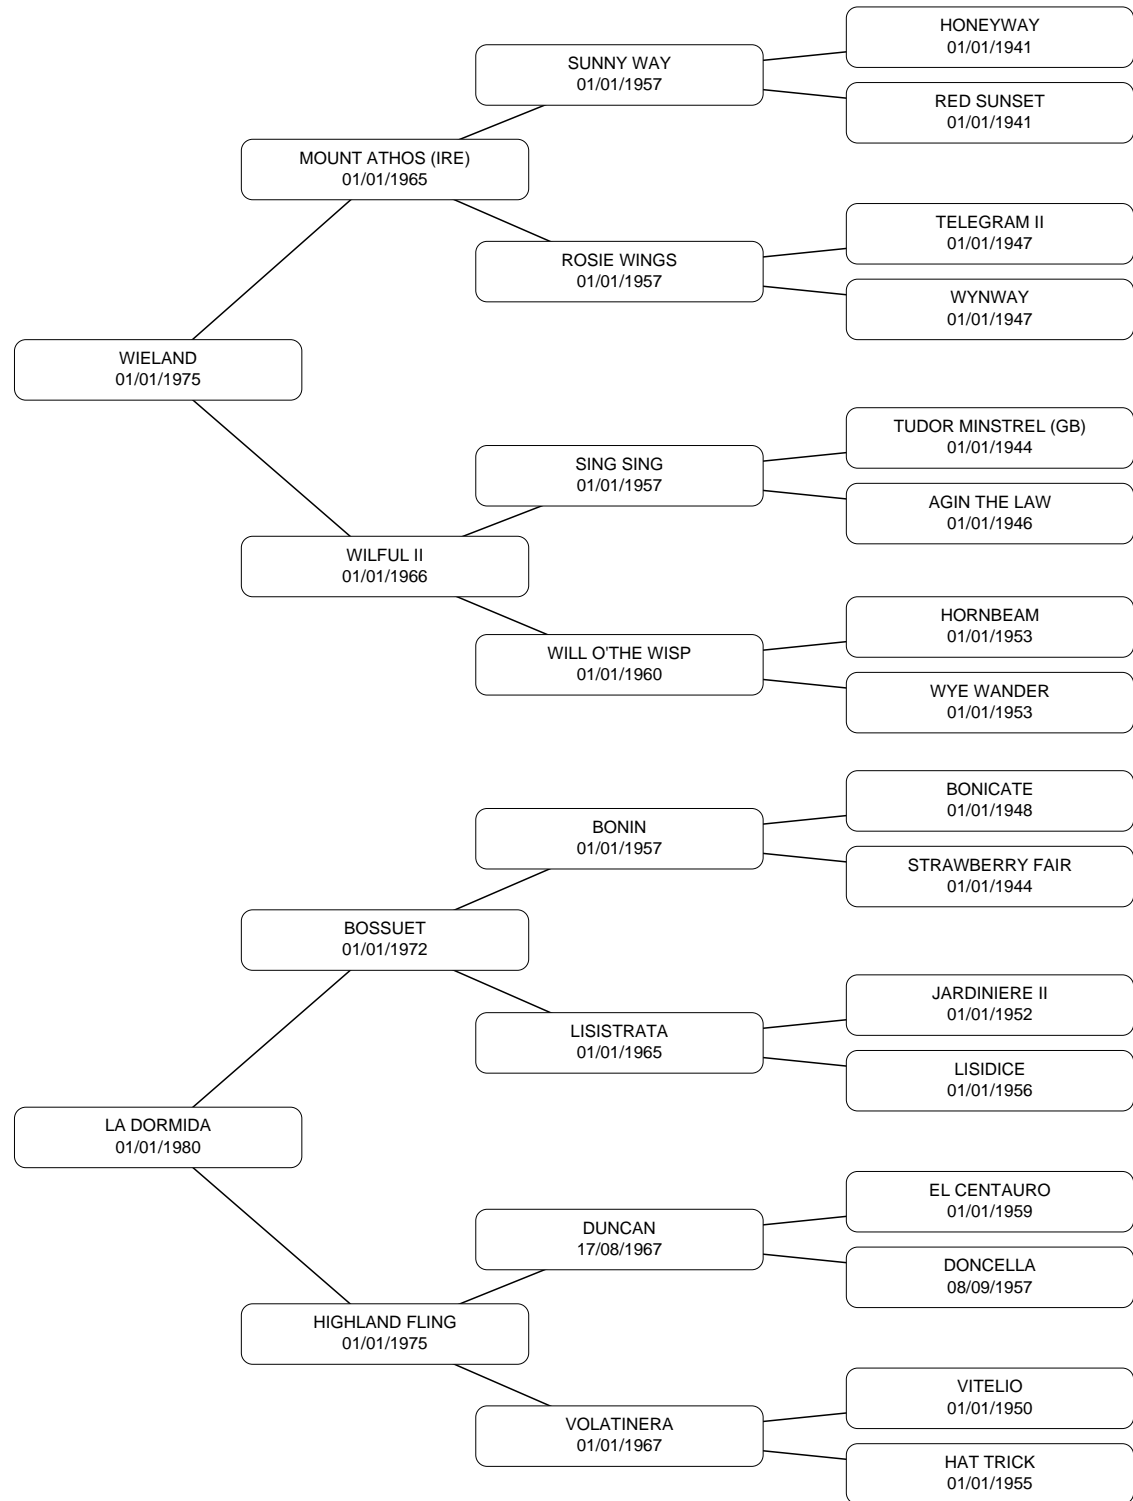 HONEYWAY
01/01/1941
SUNNY WAY
01/01/1957
RED SUNSET
01/01/1941
MOUNT ATHOS (IRE)
01/01/1965
TELEGRAM II
01/01/1947
ROSIE WINGS
01/01/1957
WYNWAY
01/01/1947
WIELAND
01/01/1975
TUDOR MINSTREL (GB)
01/01/1944
SING SING
01/01/1957
AGIN THE LAW
01/01/1946
WILFUL II
01/01/1966
HORNBEAM
01/01/1953
WILL O'THE WISP
01/01/1960
WYE WANDER
01/01/1953
BONICATE
01/01/1948
BONIN
01/01/1957
STRAWBERRY FAIR
01/01/1944
BOSSUET
01/01/1972
JARDINIERE II
01/01/1952
LISISTRATA
01/01/1965
LISIDICE
01/01/1956
LA DORMIDA
01/01/1980
EL CENTAURO
01/01/1959
DUNCAN
17/08/1967
DONCELLA
08/09/1957
HIGHLAND FLING
01/01/1975
VITELIO
01/01/1950
VOLATINERA
01/01/1967
HAT TRICK
01/01/1955